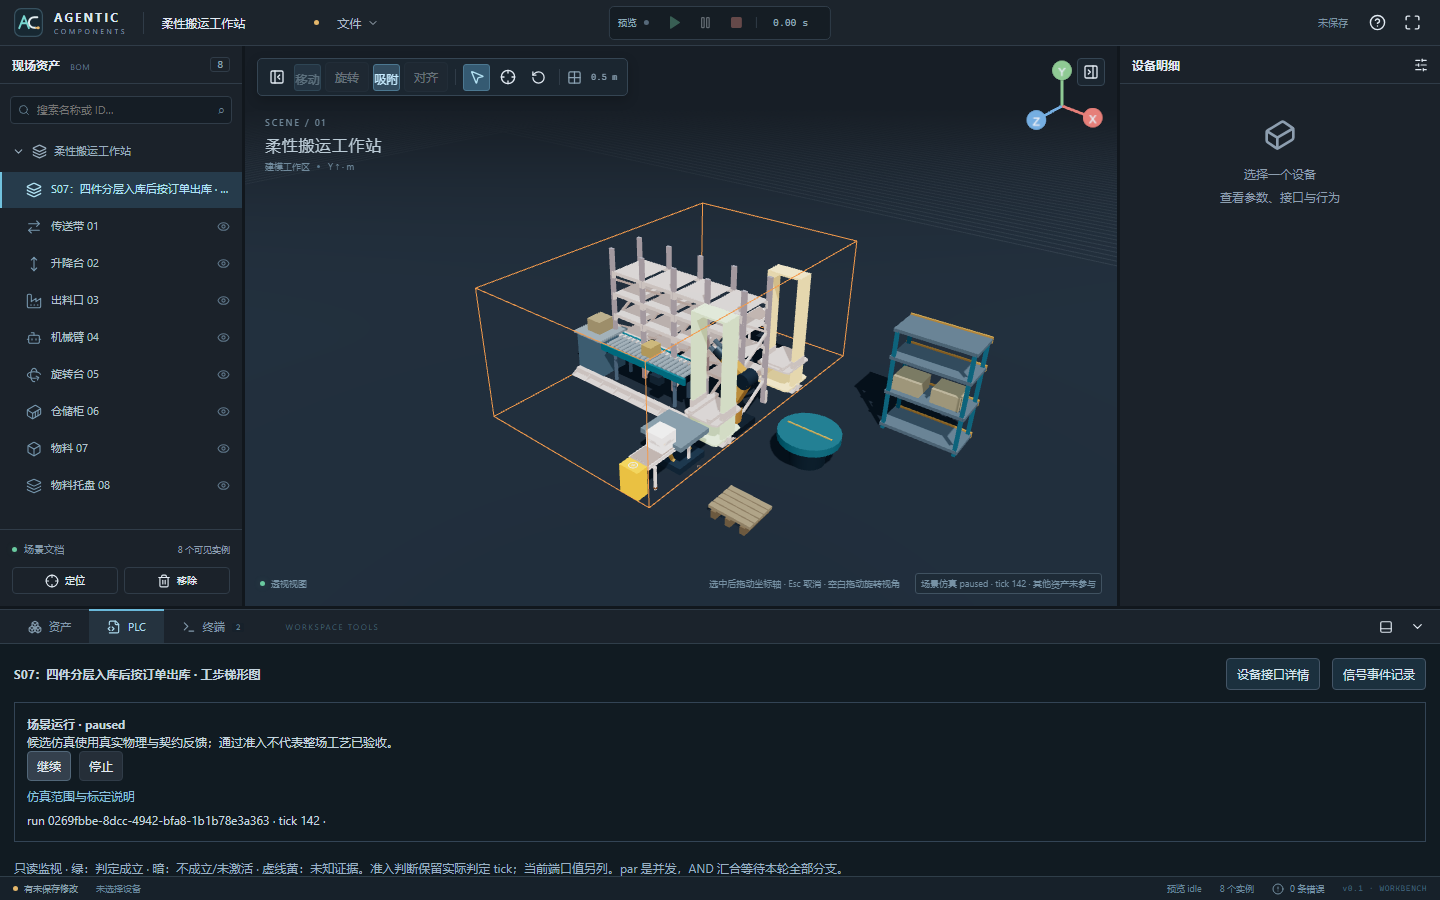 AC AGENTIC COMPONENTS 柔性搬运工作站 文件 预览 0.00 s 未保存
现场资产 BOM 8
移动 旋转 吸附 对齐 0.5 m
设备明细
搜索名称或 ID...
柔性搬运工作站
S07：四件分层入库后按订单出库 · ...
传送带 01
升降台 02
出料口 03
机械臂 04
旋转台 05
仓储柜 06
物料 07
物料托盘 08
场景文档 8 个可见实例
定位 移除
SCENE / 01
柔性搬运工作站
建模工作区 • Y↑·m
Y
Z
X
透视视图
选中后拖动坐标轴 · Esc 取消 · 空白拖动旋转视角
场景仿真 paused · tick 142 · 其他资产未参与
选择一个设备
查看参数、接口与行为
资产 PLC 终端 2 WORKSPACE TOOLS
S07：四件分层入库后按订单出库 · 工步梯形图
设备接口详情 信号事件记录
场景运行 · paused
候选仿真使用真实物理与契约反馈；通过准入不代表整场工艺已验收。
继续 停止
仿真范围与标定说明
run 0269fbbe-8dcc-4942-bfa8-1b1b78e3a363 · tick 142 ·
只读监视 · 绿：判定成立 · 暗：不成立/未激活 · 虚线黄：未知证据。准入判断保留实际判定 tick；当前端口值另列。par 是并发，AND 汇合等待本轮全部分支。
有未保存修改 未选择设备 预览 idle 8 个实例 0 条错误 v0.1 · WORKBENCH